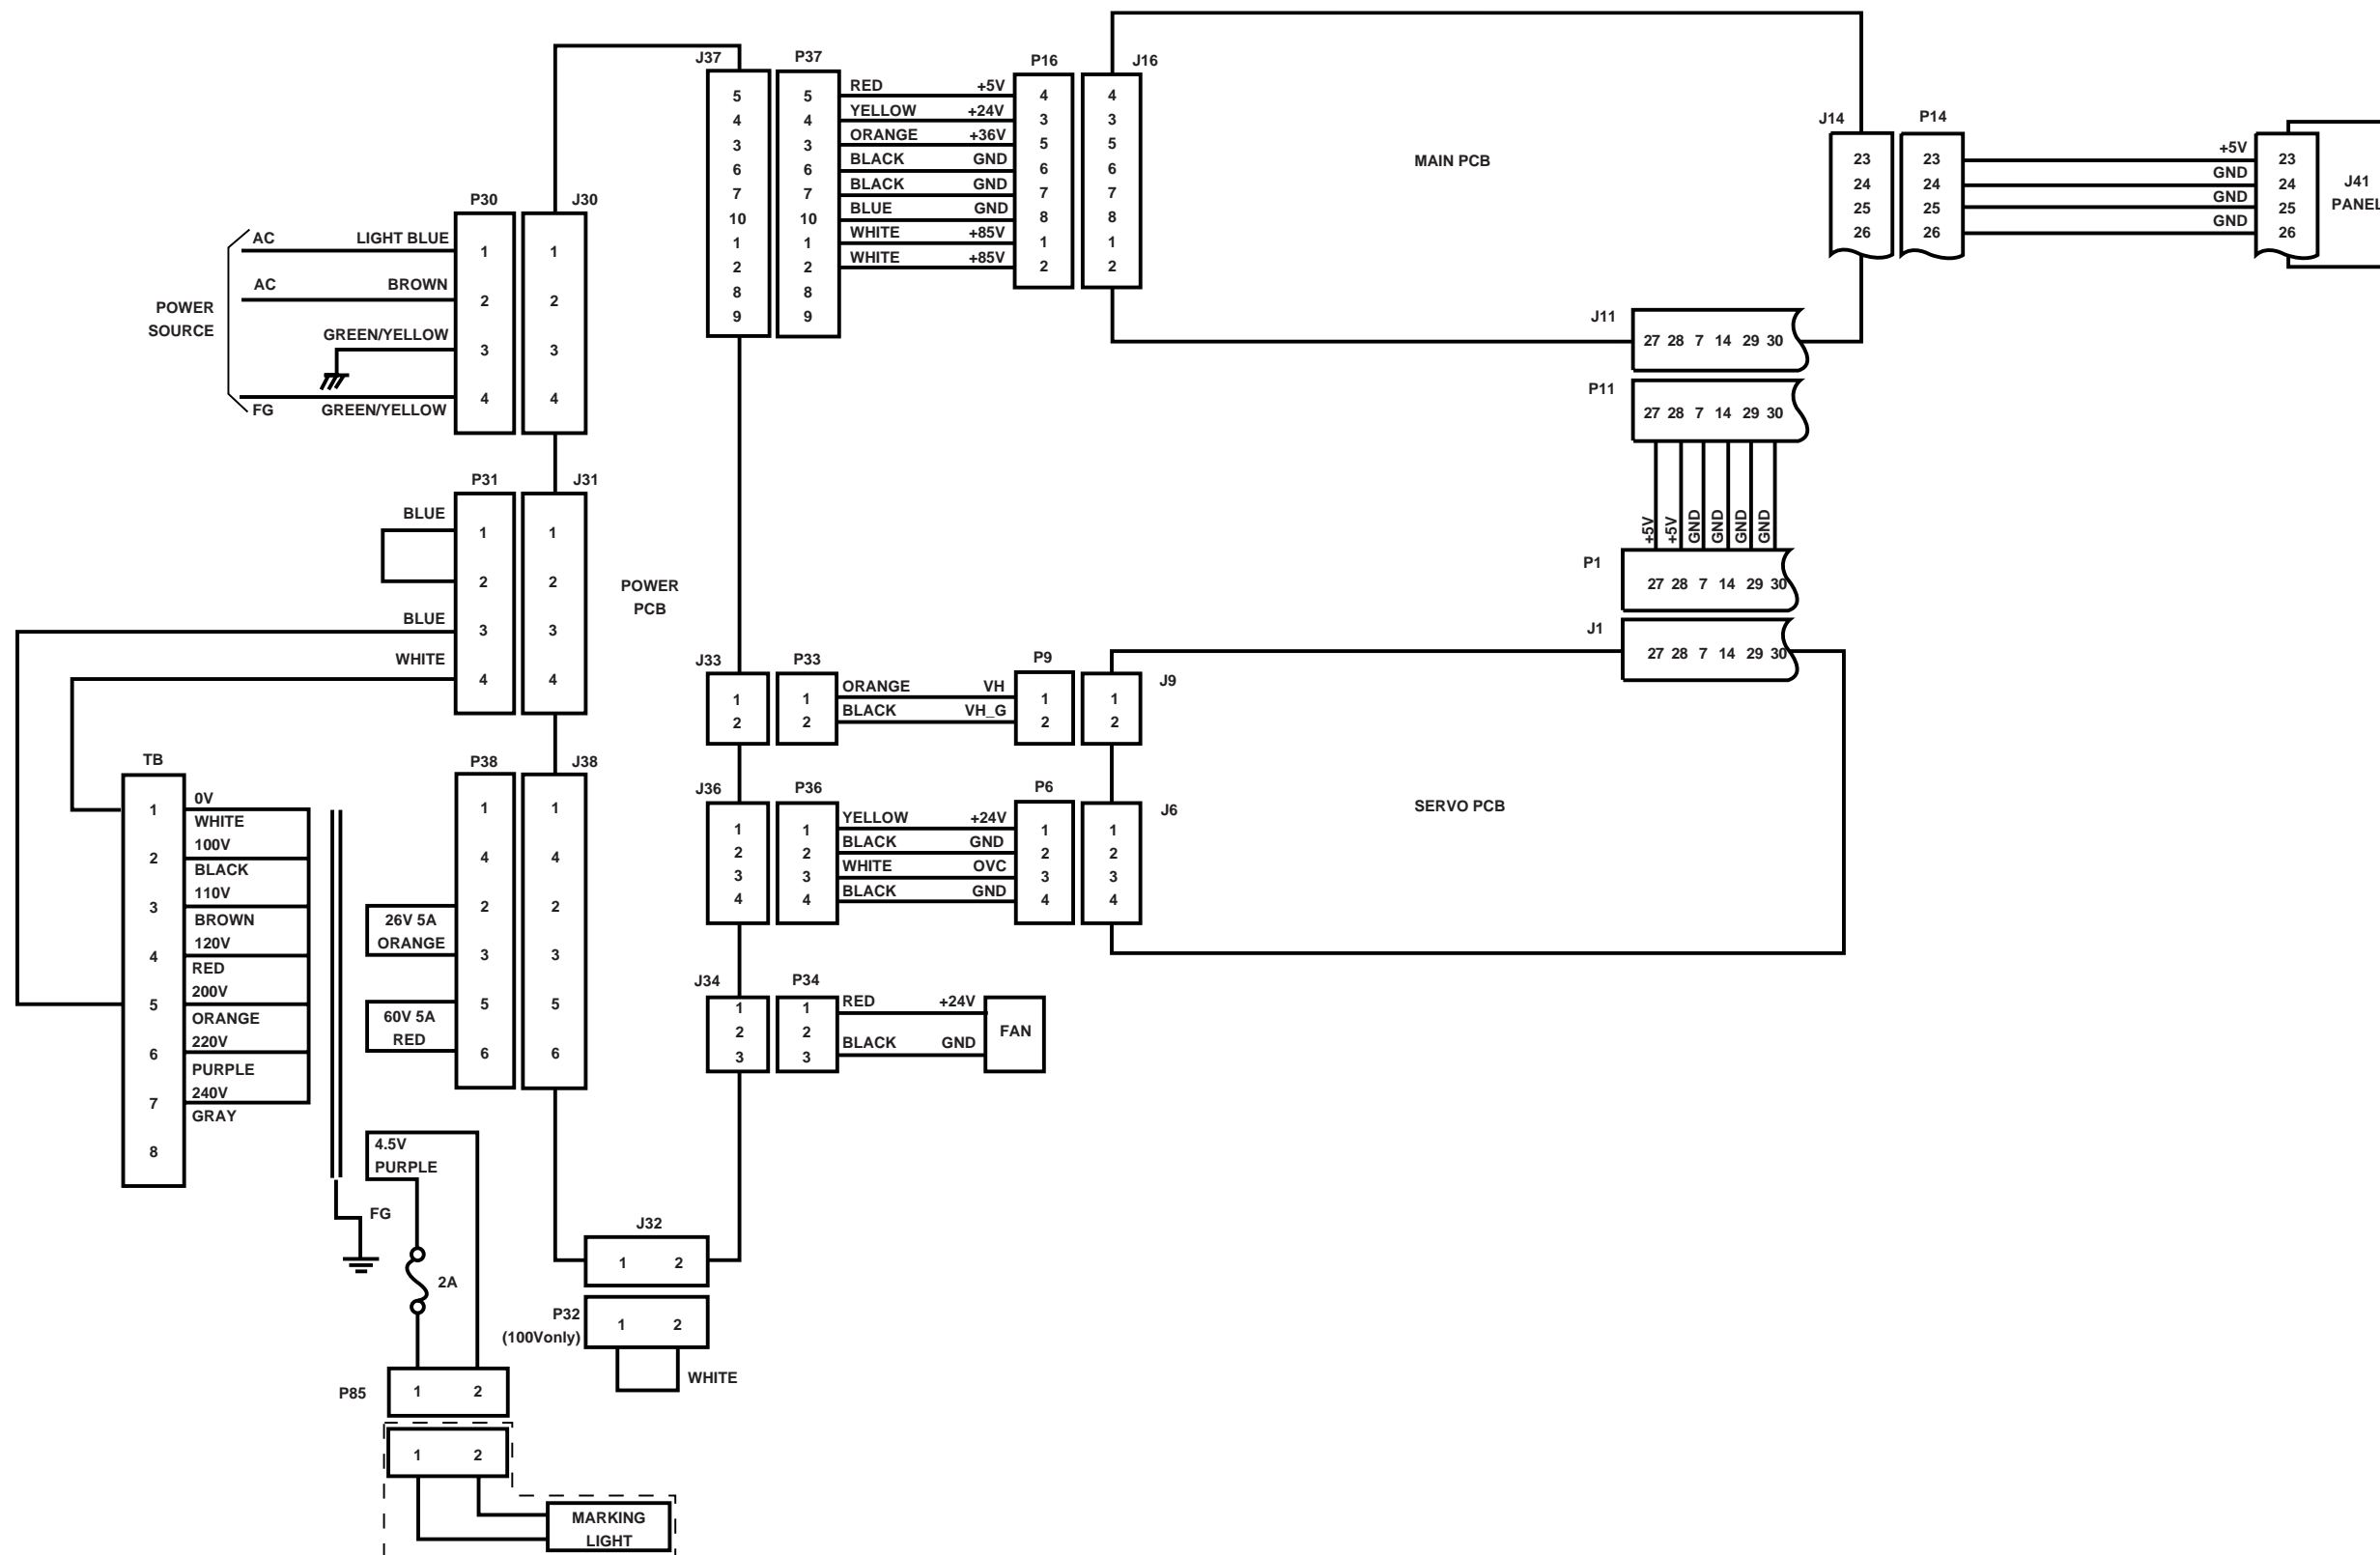 J37
P37
P16
J16
5
4
3
6
7
10
1
2
8
9
5
4
3
6
7
10
1
2
8
9
RED +5V
YELLOW +24V
ORANGE +36V
BLACK GND
BLACK GND
BLUE GND
WHITE +85V
WHITE +85V
4
3
5
6
7
8
1
2
4
3
5
6
7
8
1
2
MAIN PCB
J14
P14
23
24
25
26
23
24
25
26
+5V
GND
GND
GND
23
24
25
26
J41
PANEL
P30
J30
POWER
SOURCE
AC LIGHT BLUE
AC BROWN
GREEN/YELLOW
FG GREEN/YELLOW
1
2
3
4
1
2
3
4
J11
27 28 7 14 29 30
P11
27 28 7 14 29 30
+5V
+5V
GND
GND
GND
GND
P1
27 28 7 14 29 30
J1
27 28 7 14 29 30
P31
J31
BLUE
BLUE
WHITE
1
2
3
4
1
2
3
4
POWER
PCB
J33
P33
P9
J9
1
2
1
2
ORANGE VH
BLACK VH_G
1
2
1
2
J36
P36
P6
J6
1
2
3
4
1
2
3
4
YELLOW +24V
BLACK GND
WHITE OVC
BLACK GND
1
2
3
4
1
2
3
4
SERVO PCB
J34
P34
1
2
3
1
2
3
RED +24V
BLACK GND
FAN
TB
1
2
3
4
5
6
7
8
0V
WHITE
100V
BLACK
110V
BROWN
120V
RED
200V
ORANGE
220V
PURPLE
240V
GRAY
P38
J38
26V 5A
ORANGE
60V 5A
RED
1
4
2
3
5
6
1
4
2
3
5
6
4.5V
PURPLE
FG
2A
J32
1 2
P32
(100Vonly)
1 2
WHITE
P85
1 2
1 2
MARKING
LIGHT